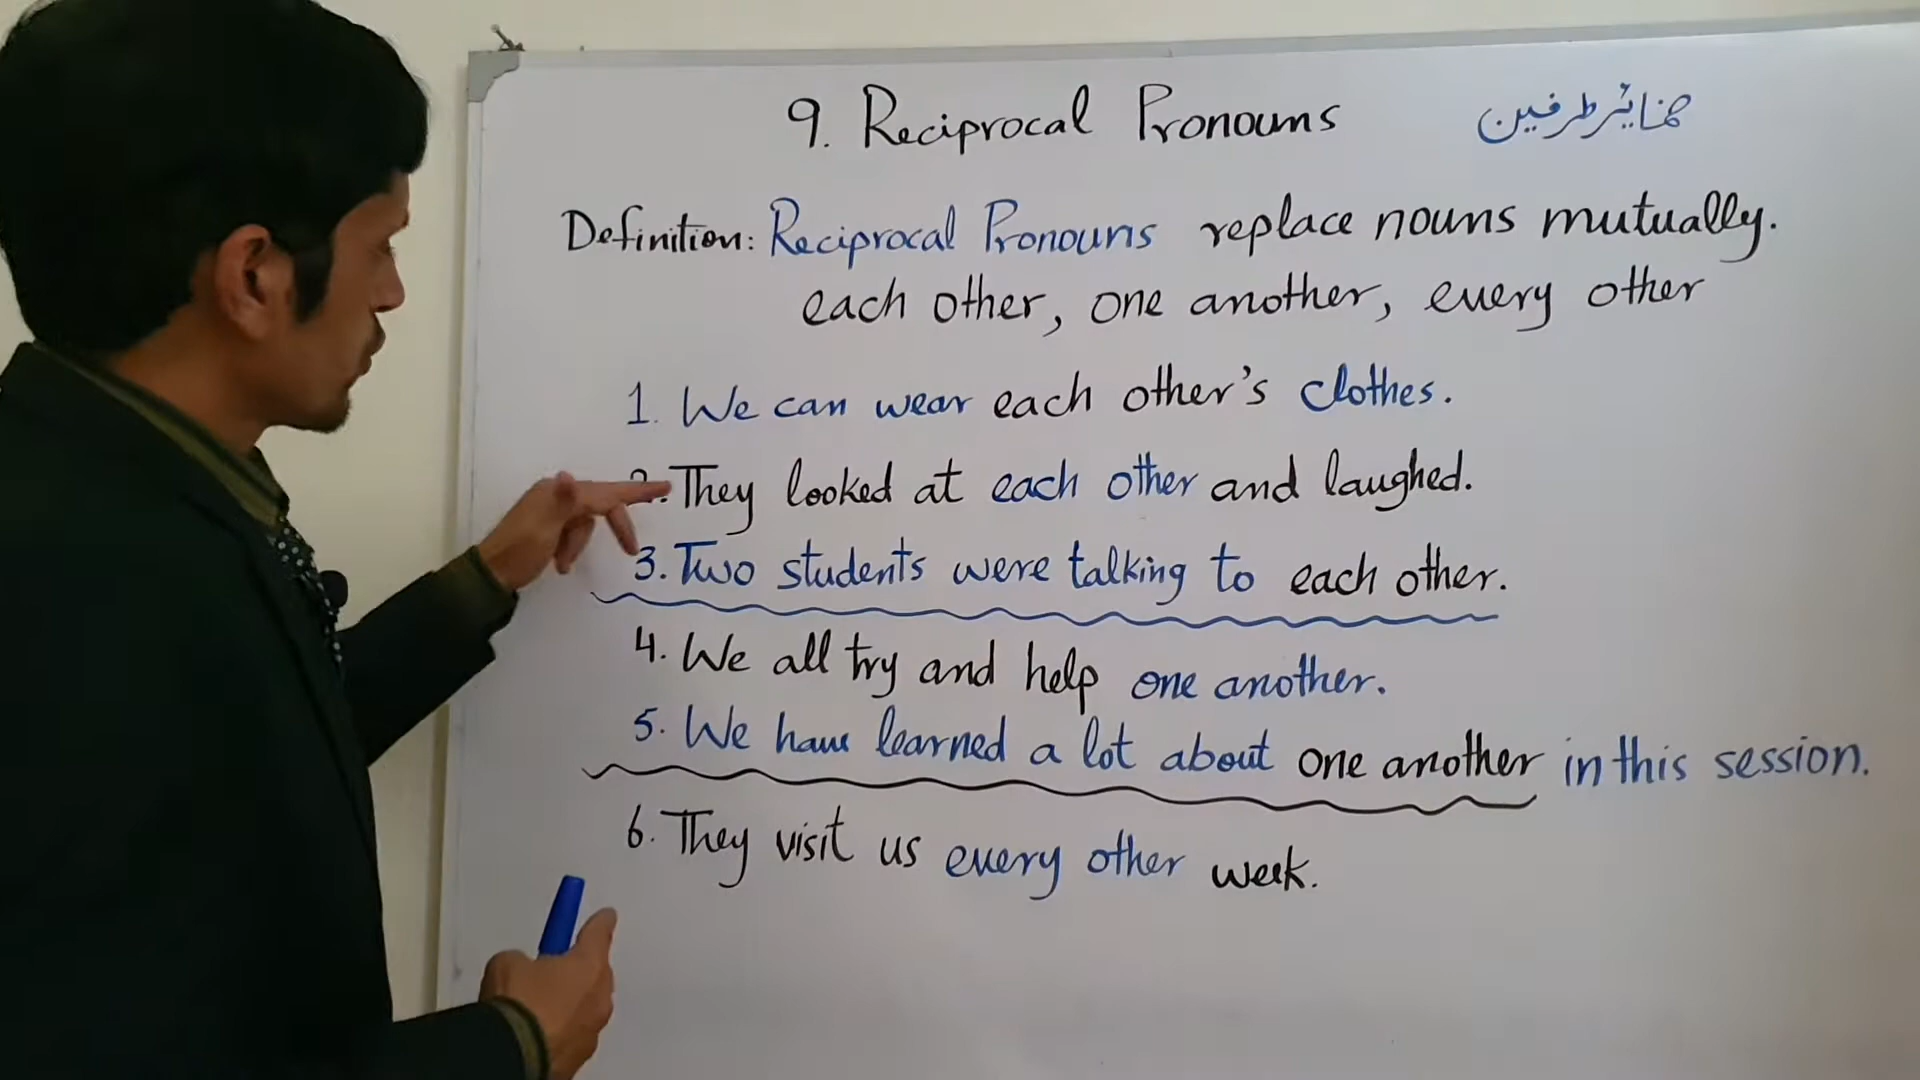 9. Reciprocal Pronouns ضمائر طرفین
Definition: Reciprocal Pronouns replace nouns mutually.
each other, one another, every other
1. We can wear each other's clothes.
2. They looked at each other and laughed.
3. Two students were talking to each other.
4. We all try and help one another.
5. We have learned a lot about one another in this session.
6. They visit us every other week.